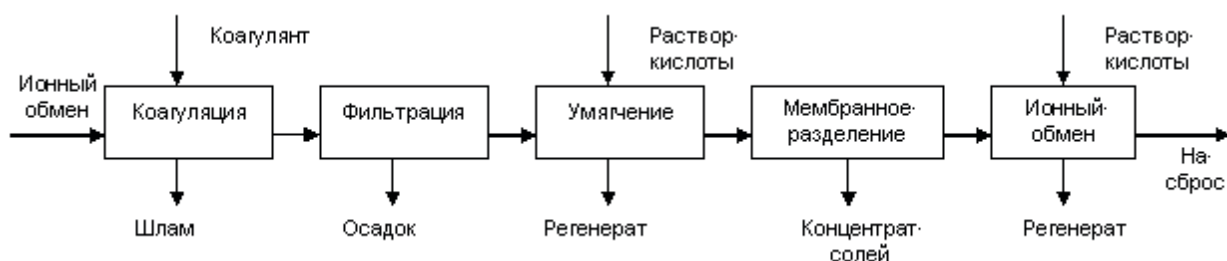 Коагулянт
Раствор·
кислоты
Раствор·
кислоты
Ионный
обмен
Коагуляция
Фильтрация
Умягчение
Мембранное·
разделение
Ионный·
обмен
На·
сброс
Шлам
Осадок
Регенерат
Концентрат·
солей
Регенерат